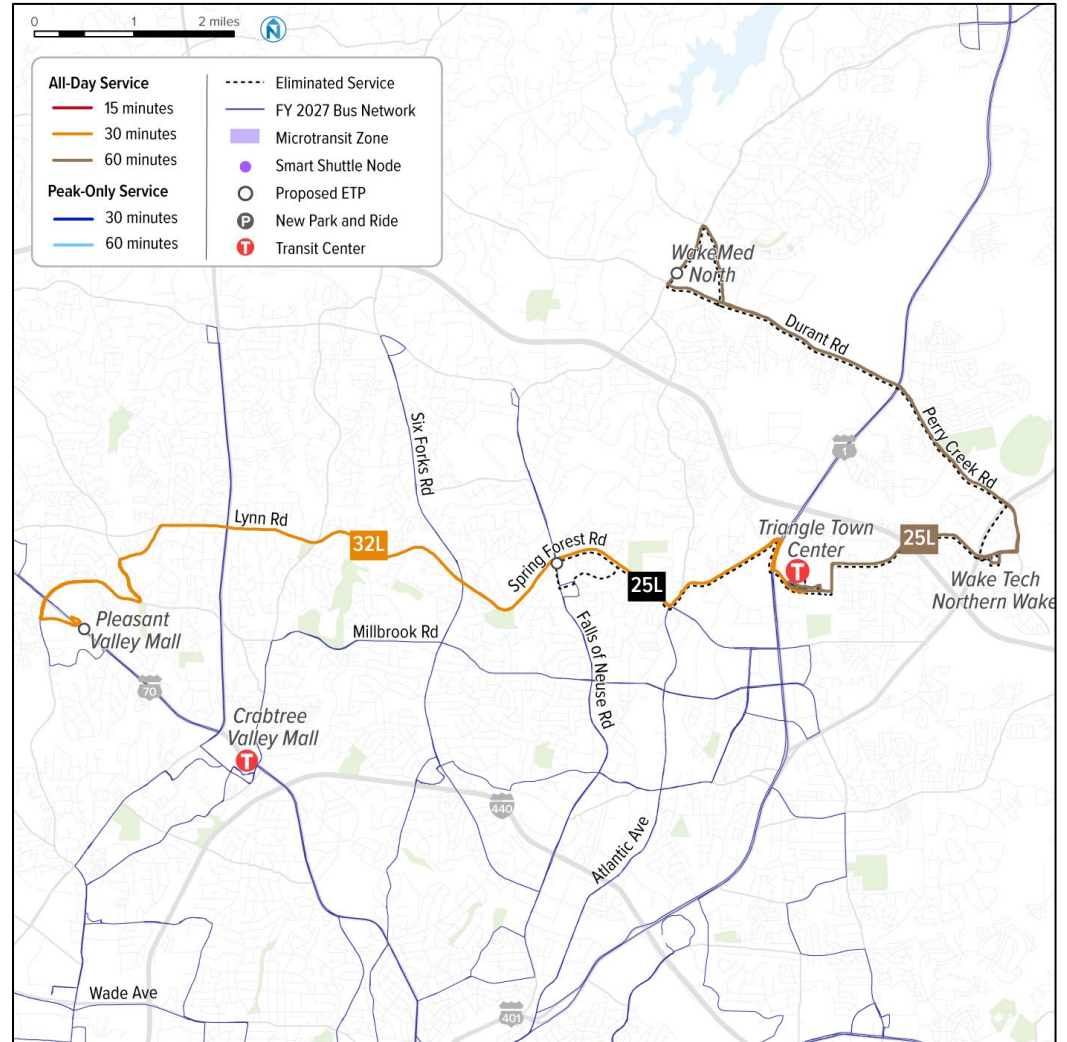 0 1 2 miles
N
All-Day Service
15 minutes
30 minutes
60 minutes
Peak-Only Service
30 minutes
60 minutes
Eliminated Service
FY 2027 Bus Network
Microtransit Zone
Smart Shuttle Node
Proposed ETP
P New Park and Ride
T Transit Center
WakeMed
North
Durant Rd
Perry Creek Rd
1
Six Forks Rd
Lynn Rd
32L
Spring Forest Rd
25L
Triangle Town
Center
T
25L
Wake Tech
Northern Wake
Pleasant
Valley Mall
Millbrook Rd
Falls of Neuse Rd
70
Crabtree
Valley Mall
T
440
Atlantic Ave
Wade Ave
401